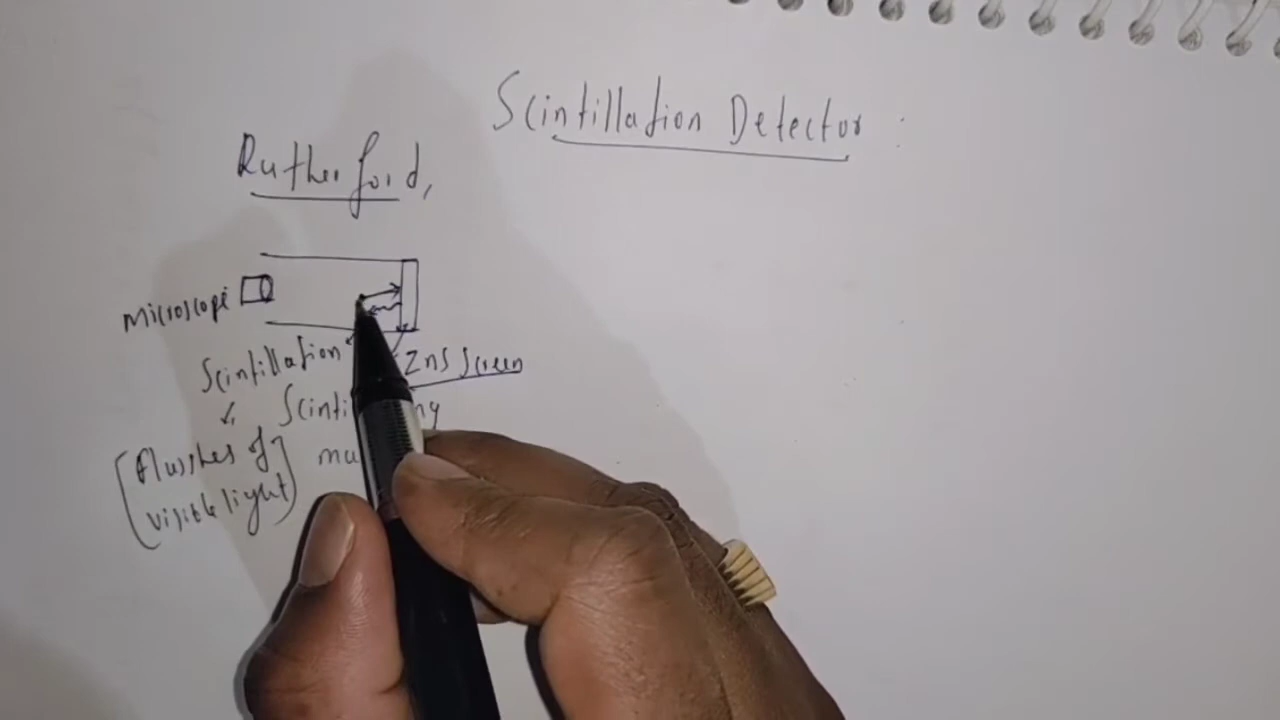 Scintillation Detector :
Rutherford,
Microscope
Scintillation
ZnS Screen
[flashes of
visible light]